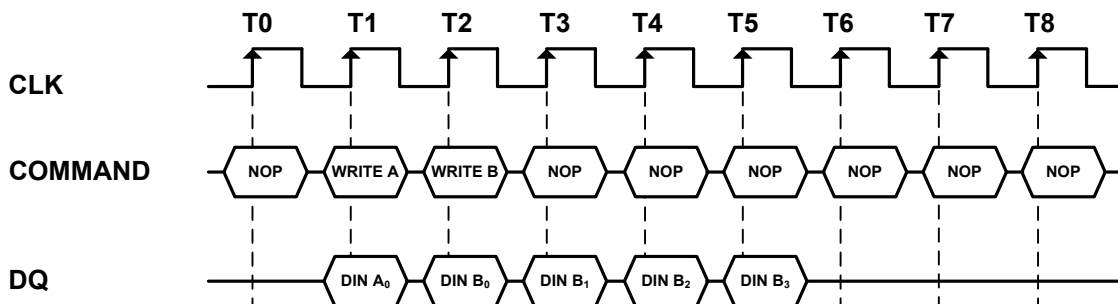 T0 T1 T2 T3 T4 T5 T6 T7 T8
CLK
COMMAND NOP WRITE A WRITE B NOP NOP NOP NOP NOP NOP
DQ DIN A₀ DIN B₀ DIN B₁ DIN B₂ DIN B₃